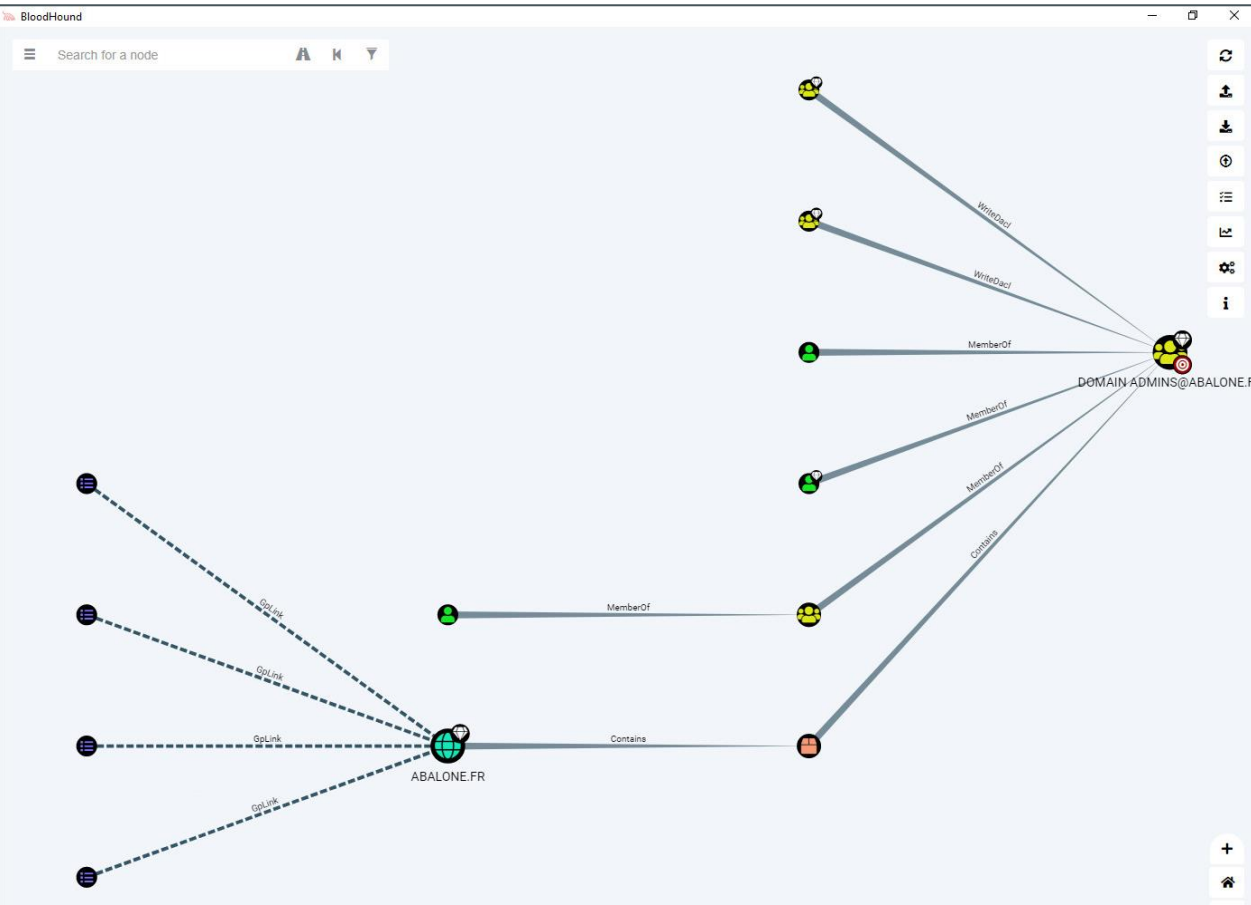 BloodHound
Search for a node
WriteDacl
WriteDacl
MemberOf
DOMAIN ADMINS@ABALONE.F
MemberOf
MemberOf
Contains
GpLink
MemberOf
GpLink
GpLink
Contains
ABALONE.FR
GpLink